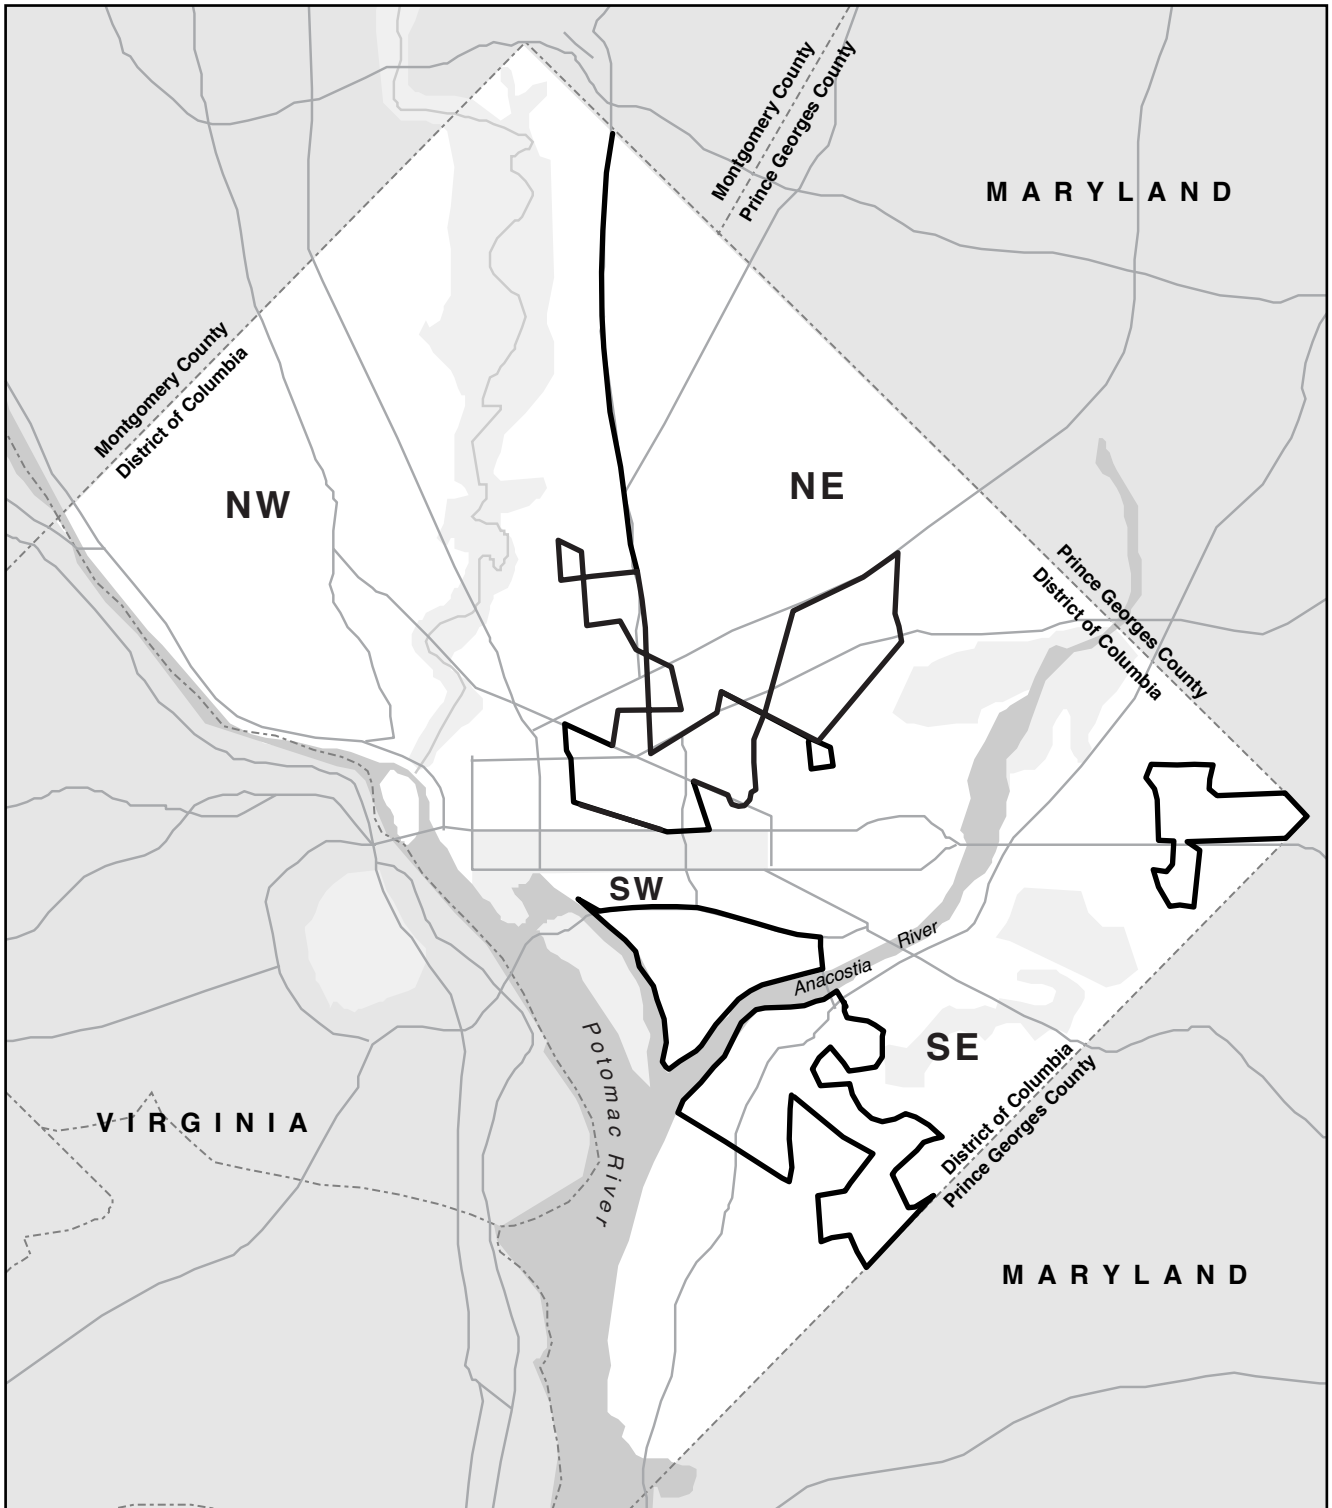 Montgomery County
Prince Georges County
MARYLAND
Montgomery County
District of Columbia
NW
NE
Prince Georges County
District of Columbia
SW
River
Anacostia
SE
Potomac River
VIRGINIA
District of Columbia
Prince Georges County
MARYLAND